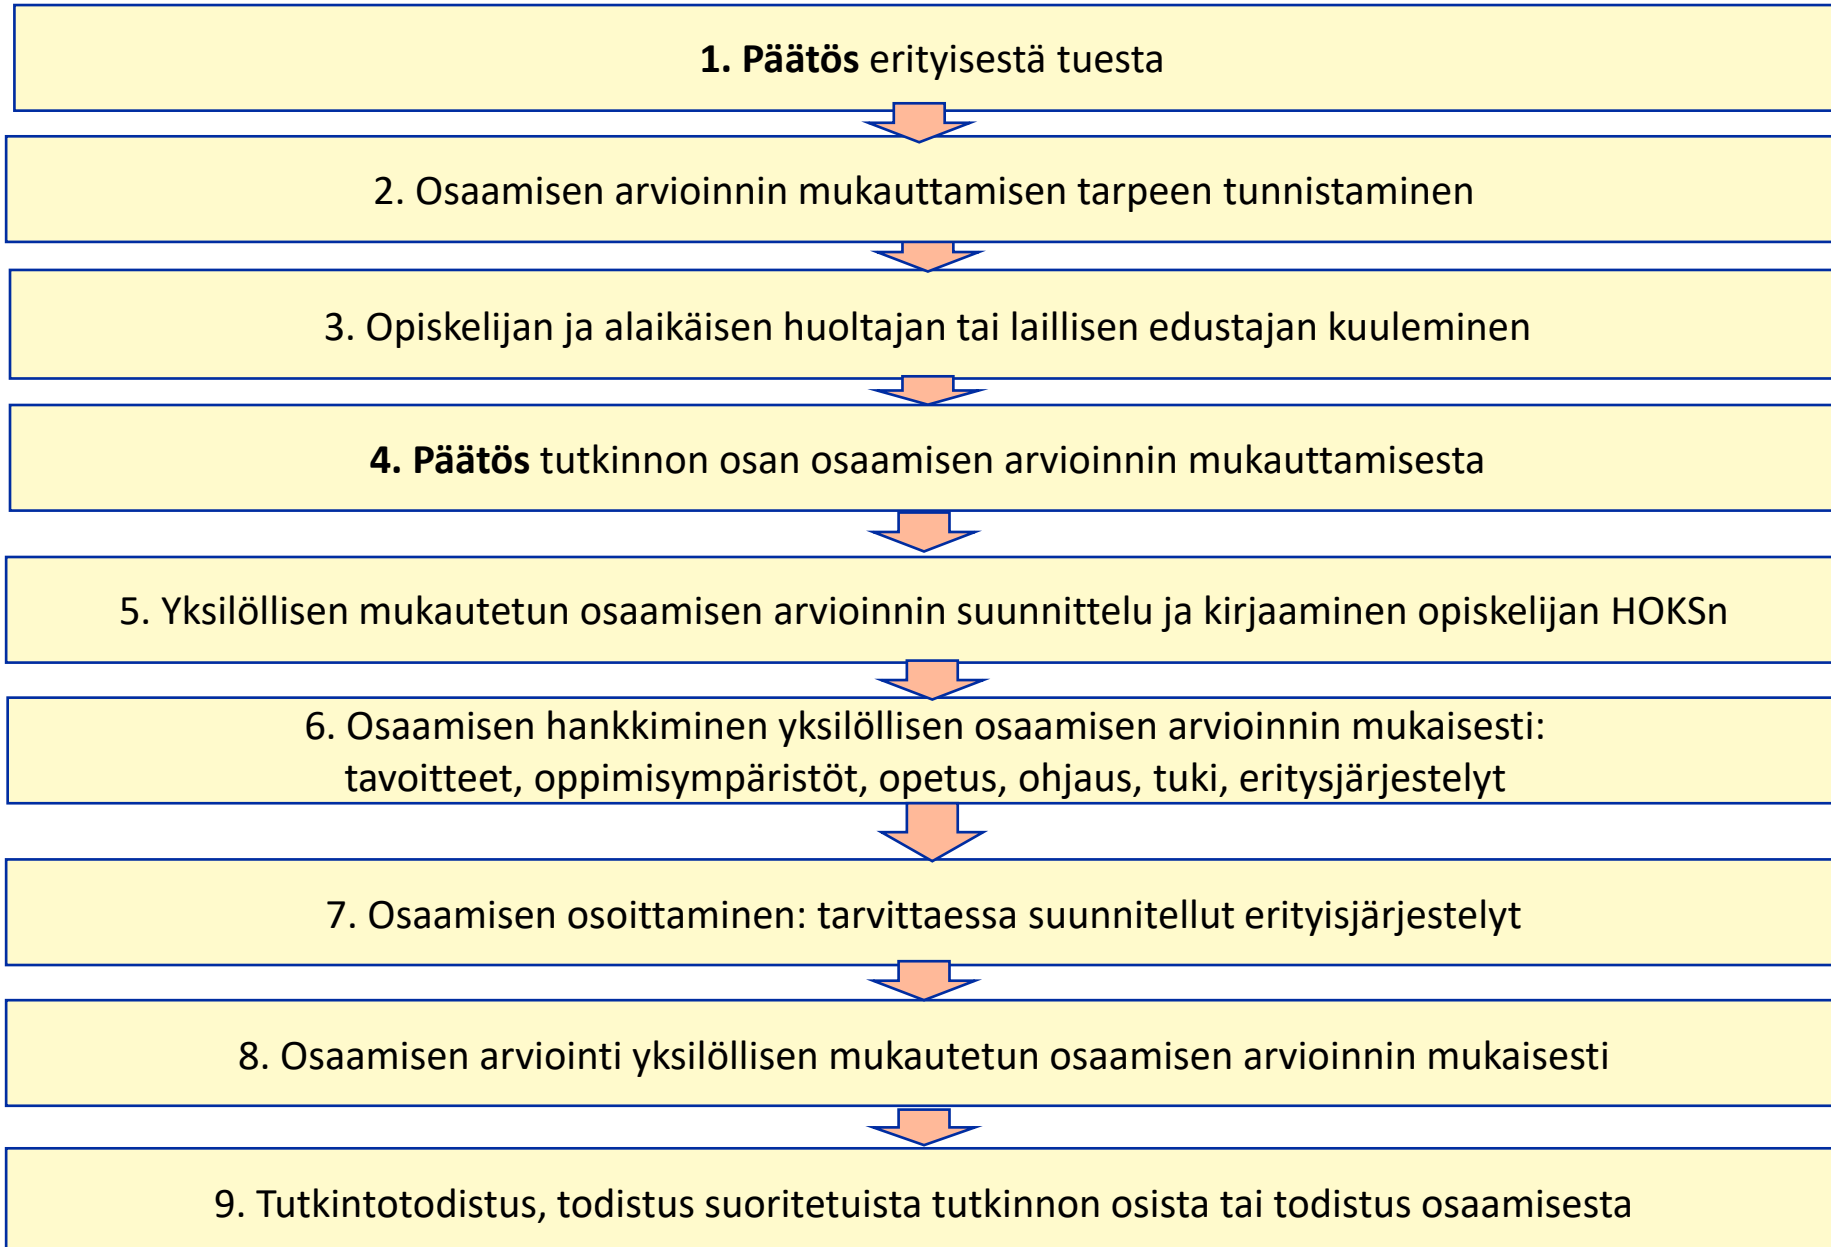 1. Päätös erityisestä tuesta
2. Osaamisen arvioinnin mukauttamisen tarpeen tunnistaminen
3. Opiskelijan ja alaikäisen huoltajan tai laillisen edustajan kuuleminen
4. Päätös tutkinnon osan osaamisen arvioinnin mukauttamisesta
5. Yksilöllisen mukautetun osaamisen arvioinnin suunnittelu ja kirjaaminen opiskelijan HOKSn
6. Osaamisen hankkiminen yksilöllisen osaamisen arvioinnin mukaisesti:
tavoitteet, oppimisympäristöt, opetus, ohjaus, tuki, eritysjärjestelyt
7. Osaamisen osoittaminen: tarvittaessa suunnitellut erityisjärjestelyt
8. Osaamisen arviointi yksilöllisen mukautetun osaamisen arvioinnin mukaisesti
9. Tutkintotodistus, todistus suoritetuista tutkinnon osista tai todistus osaamisesta